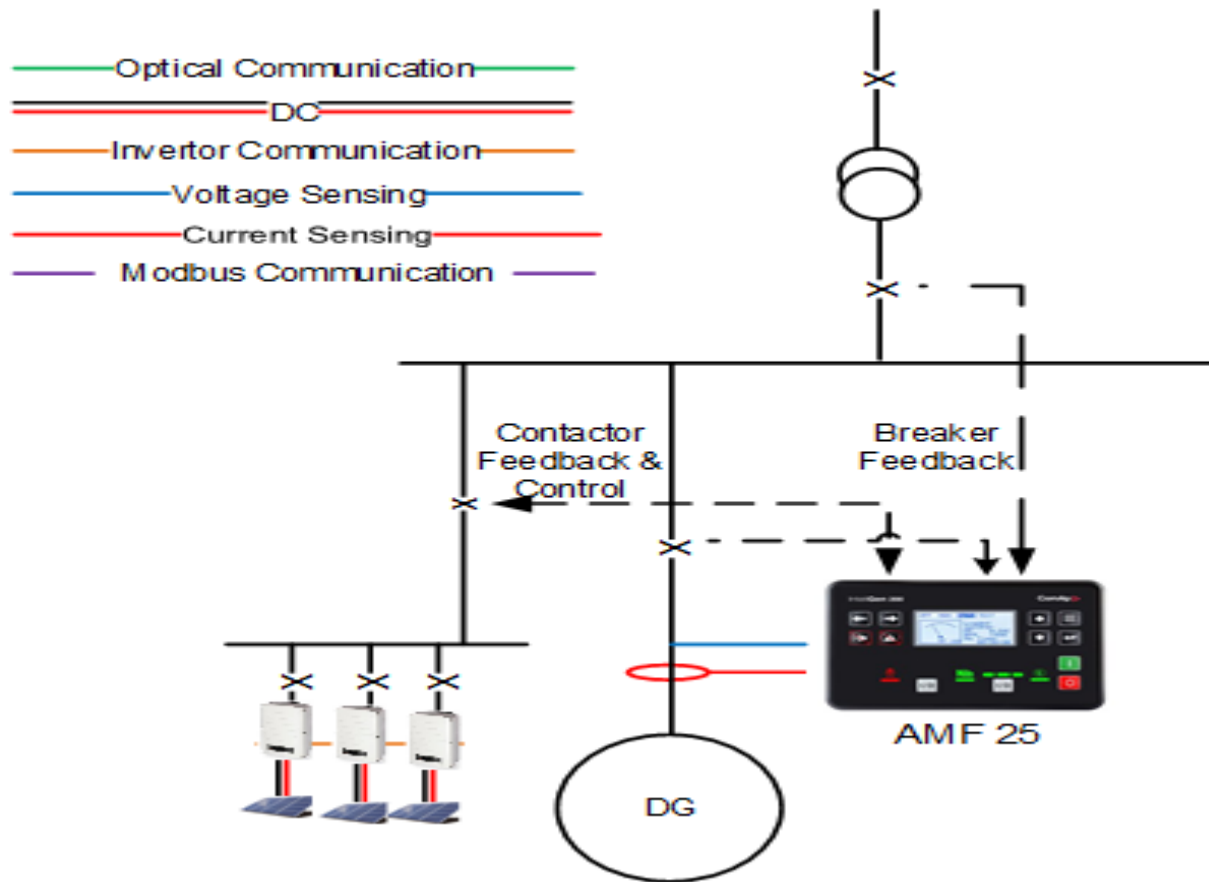 Optical Communication
DC
Invertor Communication
Voltage Sensing
Current Sensing
Modbus Communication
Contactor
Feedback &
Control
Breaker
Feedback
ComAp
AMF 25
DG